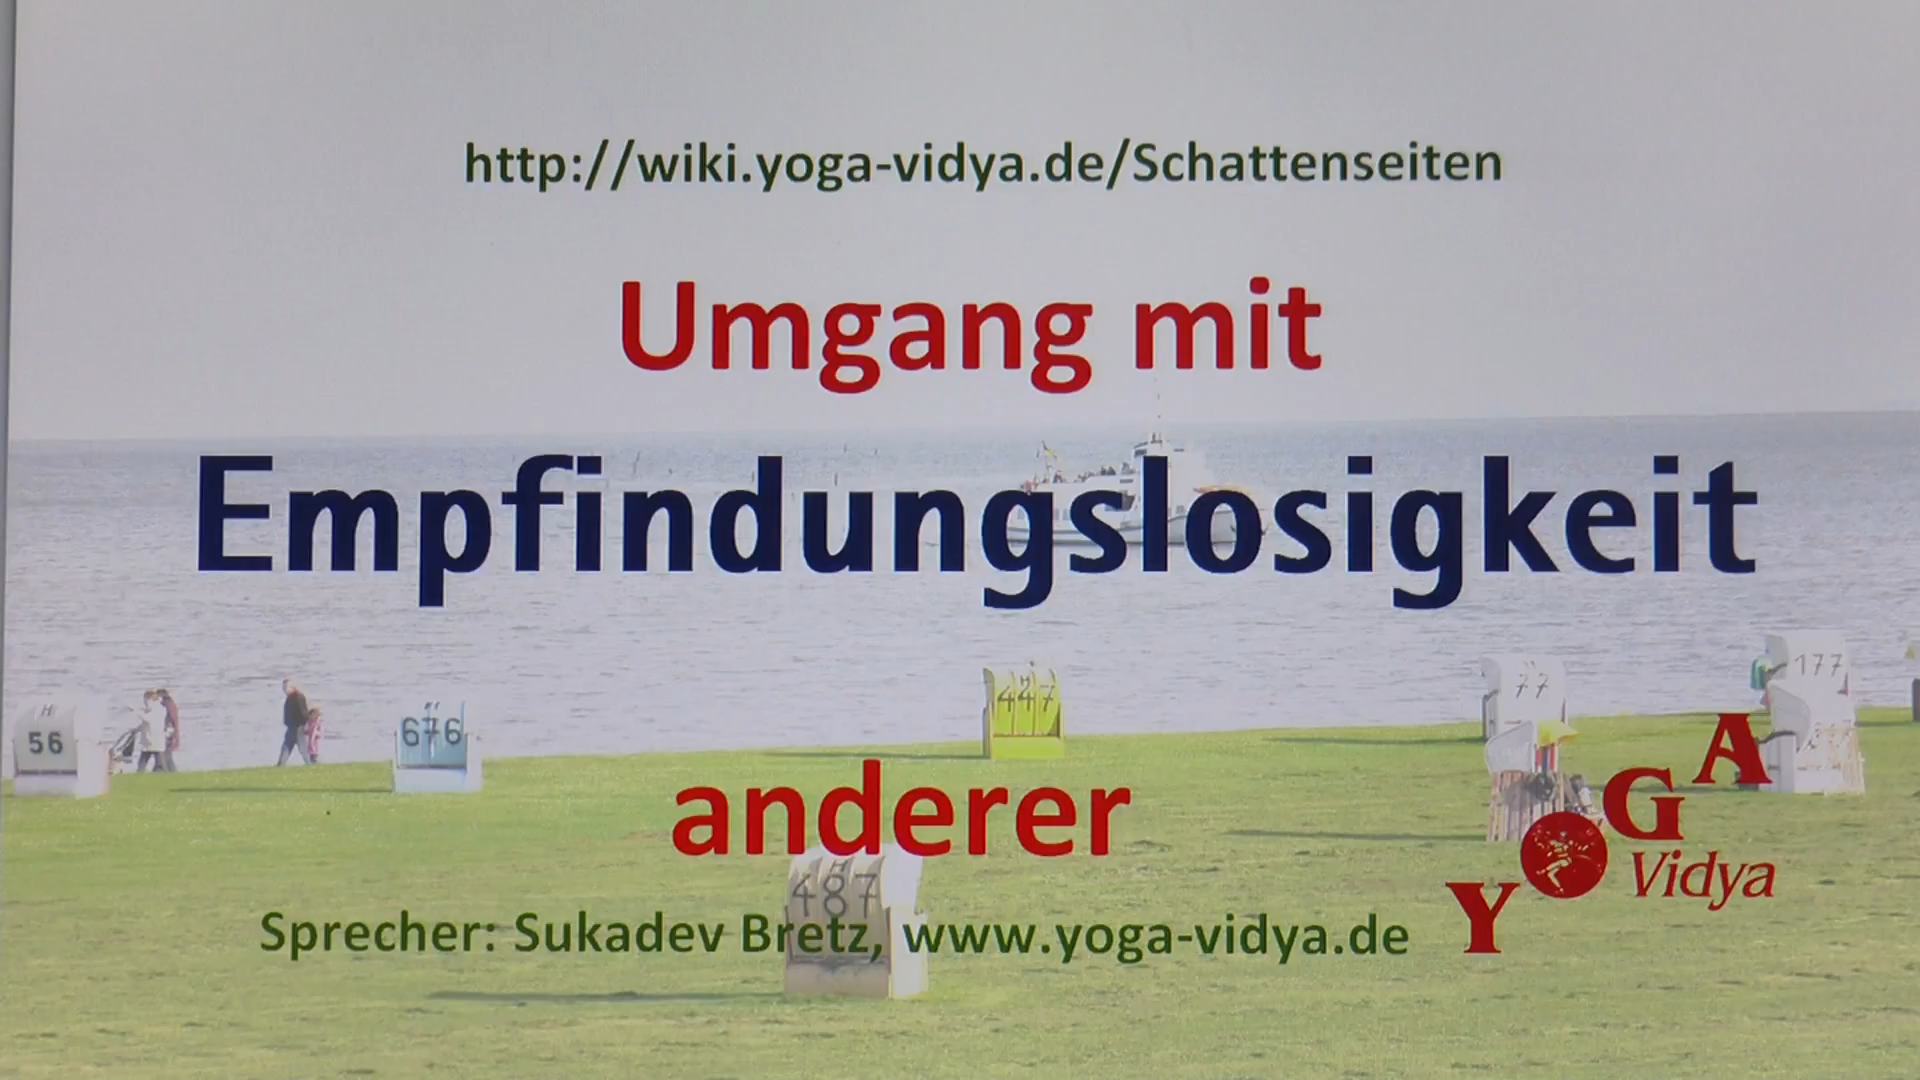 http://wiki.yoga-vidya.de/Schattenseiten
Umgang mit
Empfindungslosigkeit
56
676
447
77
177
anderer
YOGA
Vidya
487
Sprecher: Sukadev Bretz, www.yoga-vidya.de